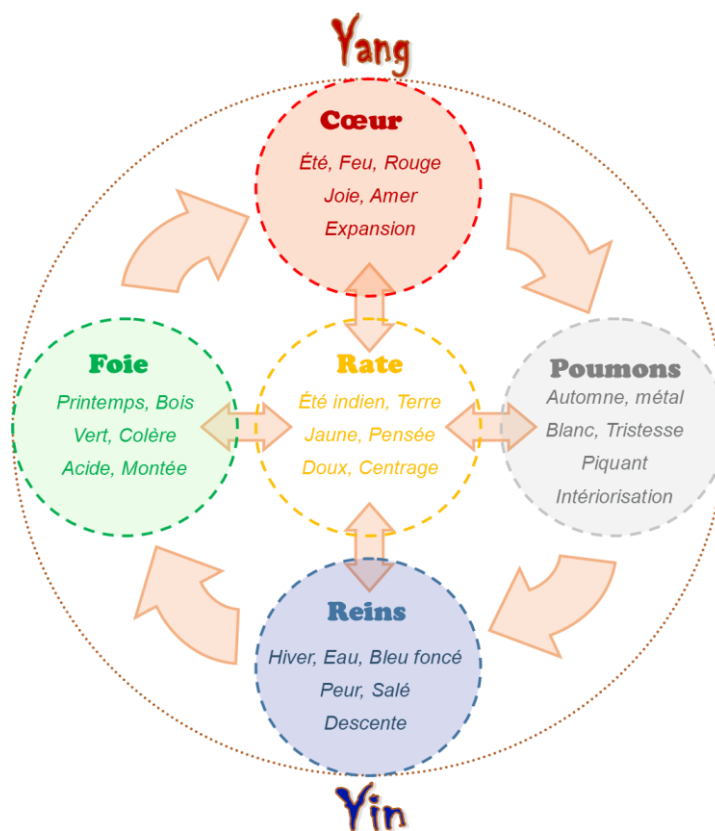 Yang
Cœur
Été, Feu, Rouge
Joie, Amer
Expansion
Foie
Printemps, Bois
Vert, Colère
Acide, Montée
Rate
Été indien, Terre
Jaune, Pensée
Doux, Centrage
Poumons
Automne, métal
Blanc, Tristesse
Piquant
Intériorisation
Reins
Hiver, Eau, Bleu foncé
Peur, Salé
Descente
Yin